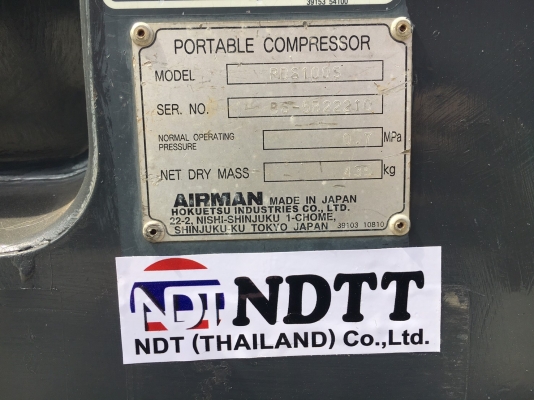 39153 54100
PORTABLE COMPRESSOR
MODEL
SER. NO.
NORMAL OPERATING
PRESSURE
MPa
NET DRY MASS
kg
AIRMAN MADE IN JAPAN
HOKUETSU INDUSTRIES CO., LTD.
22-2, NISHI-SHINJUKU 1-CHOME,
SHINJUKU-KU TOKYO JAPAN 39103 10810
NDT NDTT
NDT (THAILAND) Co.,Ltd.